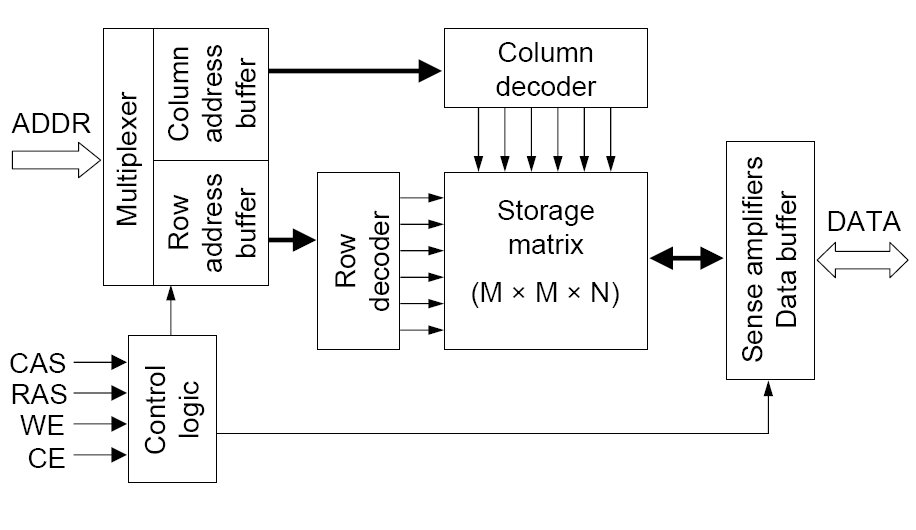 ADDR
Multiplexer
Column
address
buffer
Row
address
buffer
Column
decoder
Row
decoder
Storage
matrix
(M × M × N)
Sense amplifiers
Data buffer
DATA
CAS
RAS
WE
CE
Control
logic